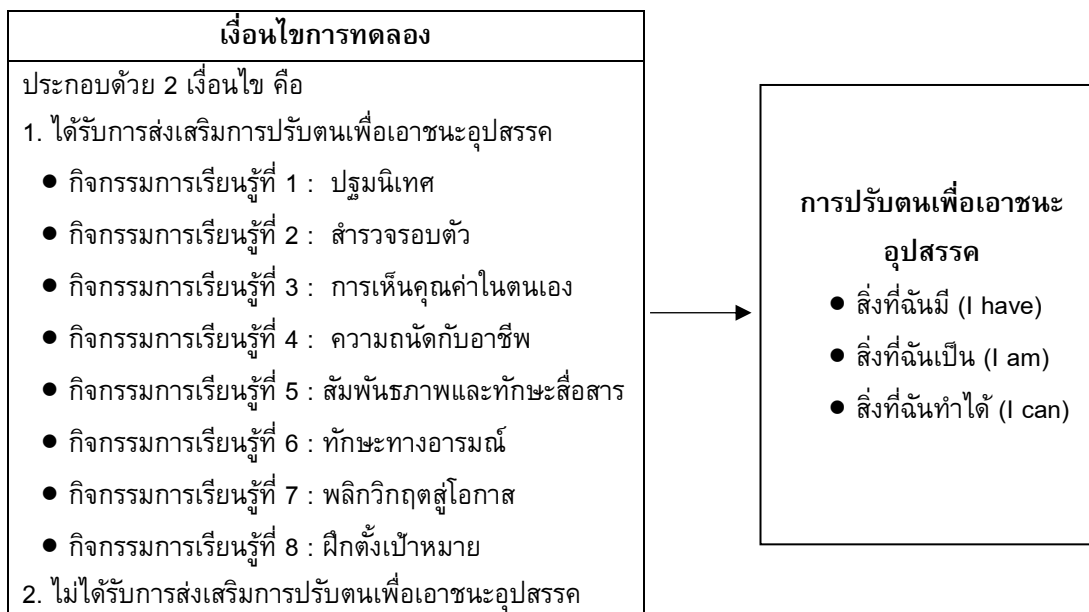 เงื่อนไขการทดลอง
ประกอบด้วย 2 เงื่อนไข คือ
1. ได้รับการส่งเสริมการปรับตนเพื่อเอาชนะอุปสรรค
● กิจกรรมการเรียนรู้ที่ 1 : ปฐมนิเทศ
● กิจกรรมการเรียนรู้ที่ 2 : สำรวจรอบตัว
● กิจกรรมการเรียนรู้ที่ 3 : การเห็นคุณค่าในตนเอง
● กิจกรรมการเรียนรู้ที่ 4 : ความถนัดกับอาชีพ
● กิจกรรมการเรียนรู้ที่ 5 : สัมพันธภาพและทักษะสื่อสาร
● กิจกรรมการเรียนรู้ที่ 6 : ทักษะทางอารมณ์
● กิจกรรมการเรียนรู้ที่ 7 : พลิกวิกฤตสู่โอกาส
● กิจกรรมการเรียนรู้ที่ 8 : ฝึกตั้งเป้าหมาย
2. ไม่ได้รับการส่งเสริมการปรับตนเพื่อเอาชนะอุปสรรค
การปรับตนเพื่อเอาชนะ
อุปสรรค
● สิ่งที่ฉันมี (I have)
● สิ่งที่ฉันเป็น (I am)
● สิ่งที่ฉันทำได้ (I can)